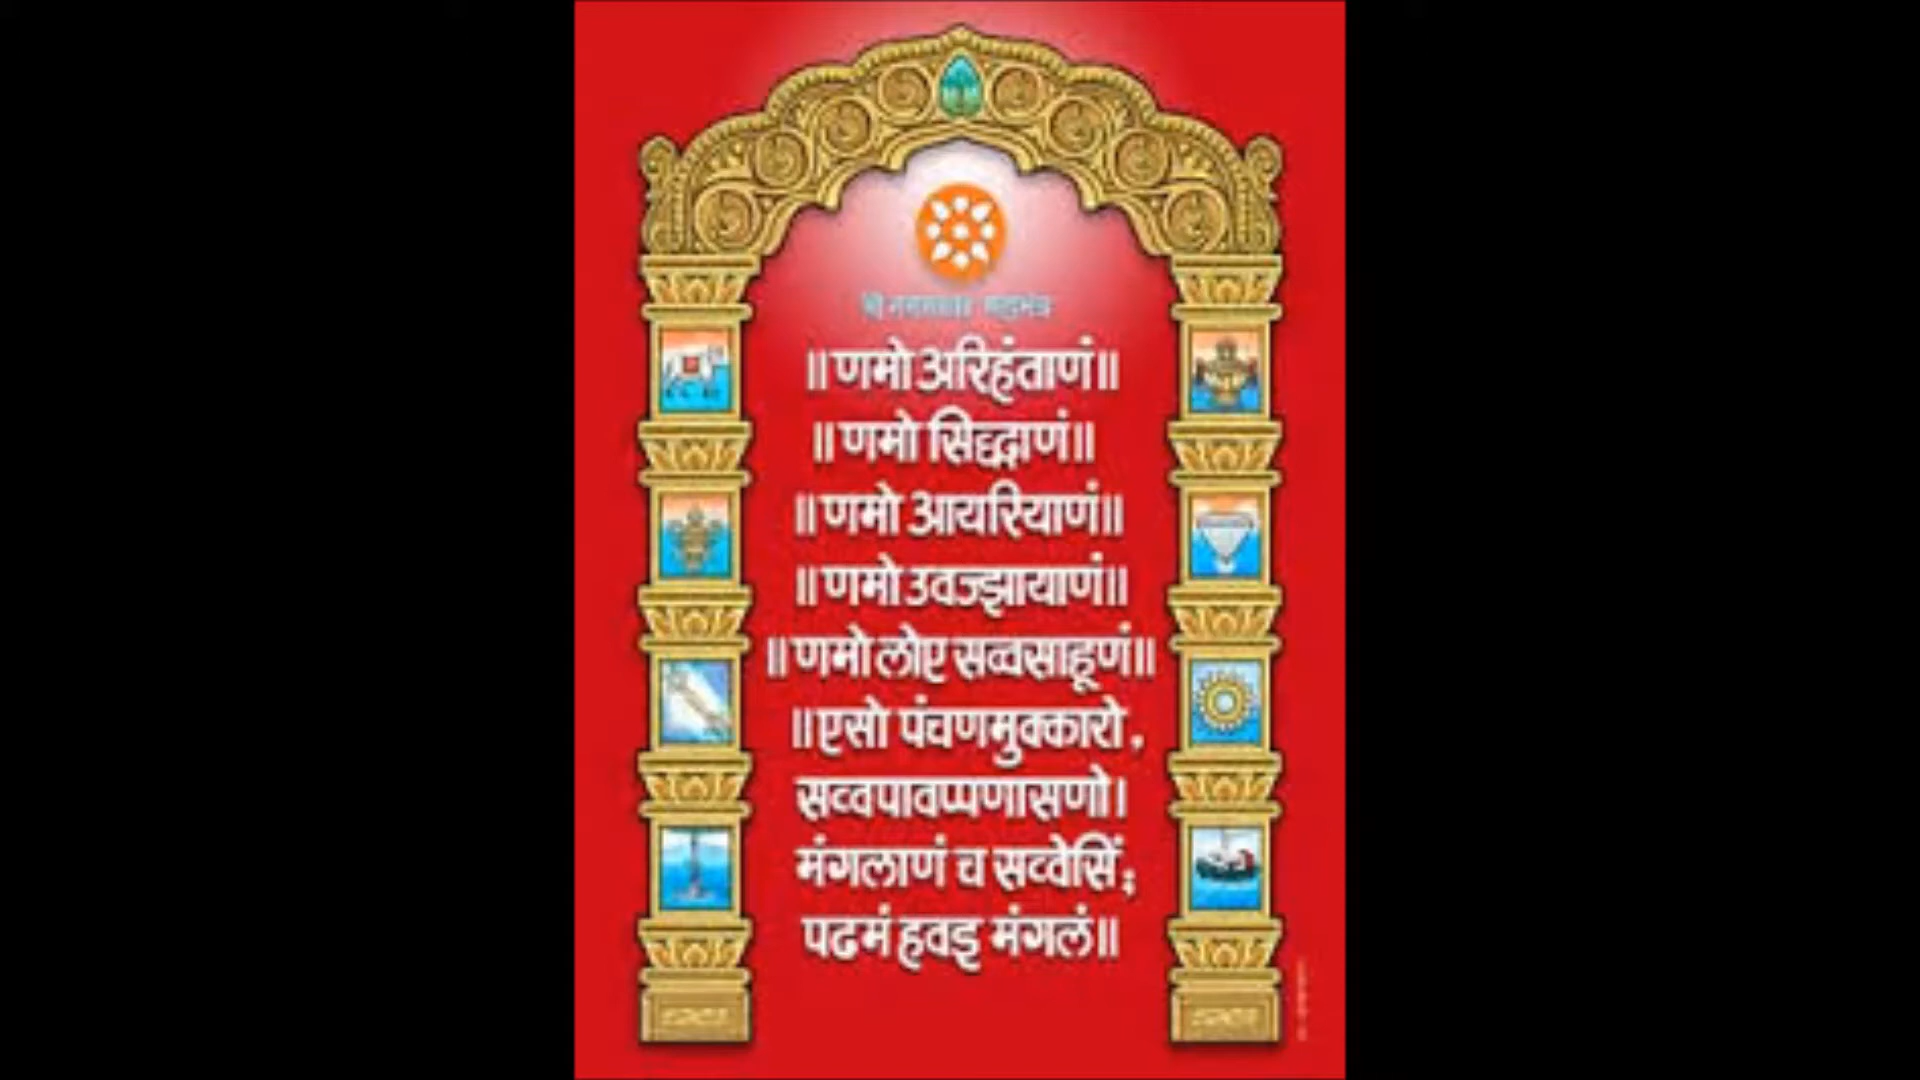 ॥ णमो अरिहंताणं ॥
॥ णमो सिद्धाणं ॥
॥ णमो आयरियाणं ॥
॥ णमो उवज्झायाणं ॥
॥ णमो लोए सव्वसाहूणं ॥
॥ एसो पंचणमुक्कारो,
सव्वपावप्पणासणो।
मंगलाणं च सव्वेसिं;
पढमं हवइ मंगलं ॥